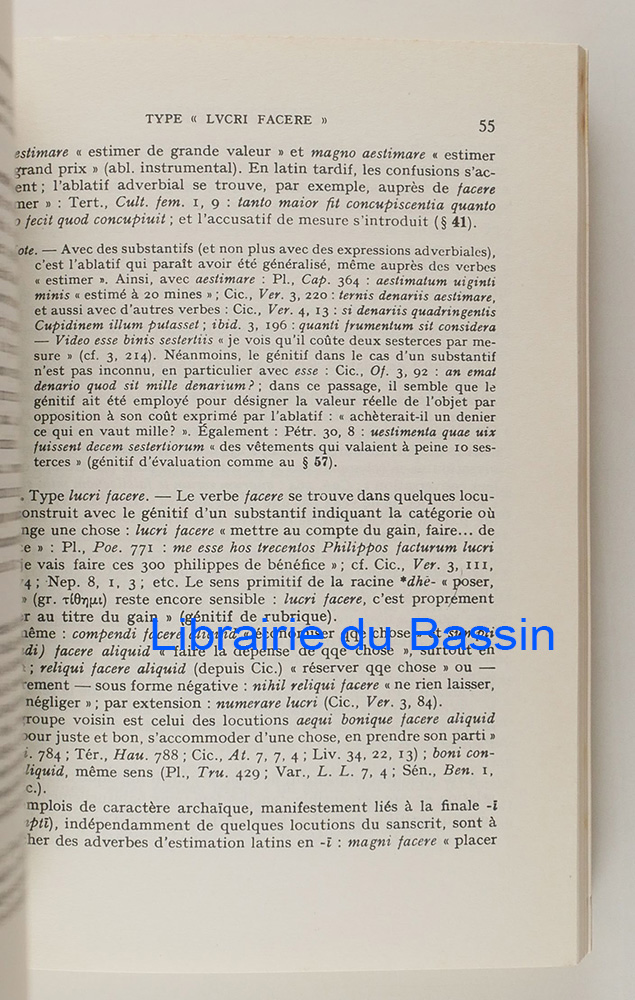 TYPE « LVCRI FACERE »
55
estimare « estimer de grande valeur » et magno aestimare « estimer
grand prix » (abl. instrumental). En latin tardif, les confusions s'ac-
ent ; l'ablatif adverbial se trouve, par exemple, auprès de facere
mer » : Tert., Cult. fem. 1, 9 : tanto maior fit concupiscentia quanto
fecit quod concupiuit ; et l'accusatif de mesure s'introduit (§ 41).
ote. — Avec des substantifs (et non plus avec des expressions adverbiales),
c'est l'ablatif qui paraît avoir été généralisé, même auprès des verbes
« estimer ». Ainsi, avec aestimare : Pl., Cap. 364 : aestimatum uiginti
minis « estimé à 20 mines » ; Cic., Ver. 3, 220 : ternis denariis aestimare,
et aussi avec d'autres verbes : Cic., Ver. 4, 13 : si denariis quadringentis
Cupidinem illum putasset ; ibid. 3, 196 : quanti frumentum sit considera
— Video esse binis sestertiis « je vois qu'il coûte deux sesterces par me-
sure » (cf. 3, 214). Néanmoins, le génitif dans le cas d'un substantif
n'est pas inconnu, en particulier avec esse : Cic., Of. 3, 92 : an emat
denario quod sit mille denarium? ; dans ce passage, il semble que le
génitif ait été employé pour désigner la valeur réelle de l'objet par
opposition à son coût exprimé par l'ablatif : « achèterait-il un denier
ce qui en vaut mille? ». Également : Pétr. 30, 8 : uestimenta quae uix
fuissent decem sestertiorum « des vêtements qui valaient à peine 10 ses-
terces » (génitif d'évaluation comme au § 57).
. Type lucri facere. — Le verbe facere se trouve dans quelques locu-
onstruit avec le génitif d'un substantif indiquant la catégorie où
nge une chose : lucri facere « mettre au compte du gain, faire... de
e » : Pl., Poe. 771 : me esse hos trecentos Philippos facturum lucri
je vais faire ces 300 philippes de bénéfice » ; cf. Cic., Ver. 3, 111,
4 ; Nep. 8, 1, 3 ; etc. Le sens primitif de la racine *dhē- « poser,
» (gr. τίθημι) reste encore sensible : lucri facere, c'est proprément
r au titre du gain » (génitif de rubrique).
ême : compendi facere aliquid « économiser qqe chose » et sumpti
di) facere aliquid « faire la dépense de qqe chose », surtout en
; reliqui facere aliquid (depuis Cic.) « réserver qqe chose » ou —
rement — sous forme négative : nihil reliqui facere « ne rien laisser,
négliger » ; par extension : numerare lucri (Cic., Ver. 3, 84).
roupe voisin est celui des locutions aequi bonique facere aliquid
our juste et bon, s'accommoder d'une chose, en prendre son parti »
. 784 ; Tér., Hau. 788 ; Cic., At. 7, 7, 4 ; Liv. 34, 22, 13) ; boni con-
liquid, même sens (Pl., Tru. 429 ; Var., L. L. 7, 4 ; Sén., Ben. 1,
c.).
mplois de caractère archaïque, manifestement liés à la finale -ī
ptī), indépendamment de quelques locutions du sanscrit, sont à
her des adverbes d'estimation latins en -ī : magni facere « placer
Librairie du Bassin